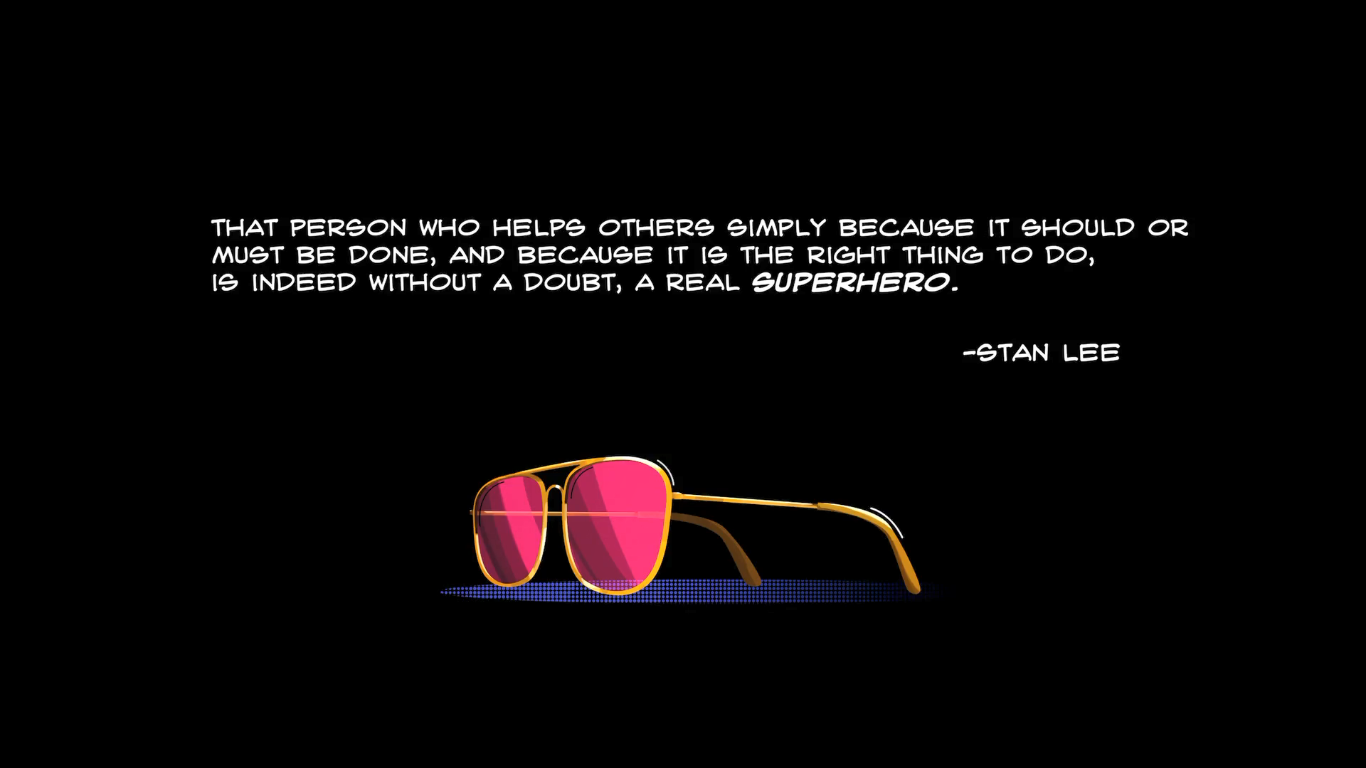 THAT PERSON WHO HELPS OTHERS SIMPLY BECAUSE IT SHOULD OR
MUST BE DONE, AND BECAUSE IT IS THE RIGHT THING TO DO,
IS INDEED WITHOUT A DOUBT, A REAL SUPERHERO.
-STAN LEE